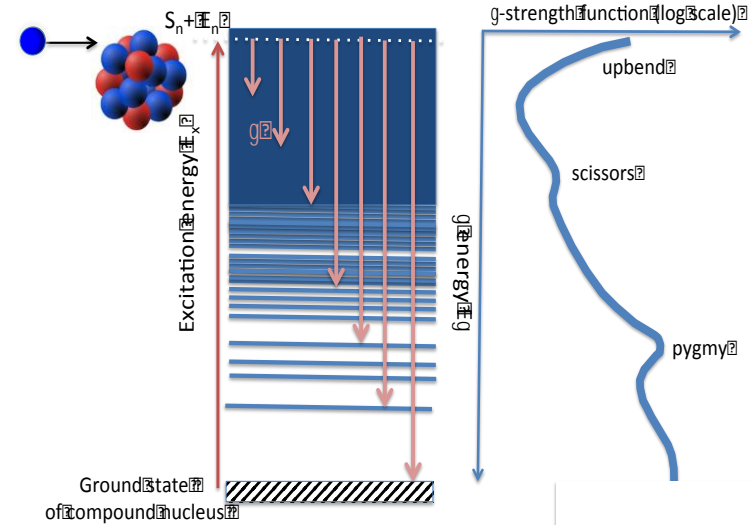 Sn+ En
g-strength function (log scale)
upbend
g
scissors
Excitation energy Ex
g energy Eg
pygmy
Ground state
of compound nucleus